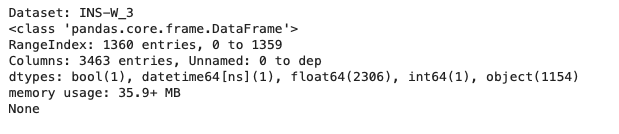 Dataset: INS-W_3
<class 'pandas.core.frame.DataFrame'>
RangeIndex: 1360 entries, 0 to 1359
Columns: 3463 entries, Unnamed: 0 to dep
dtypes: bool(1), datetime64[ns](1), float64(2306), int64(1), object(1154)
memory usage: 35.9+ MB
None